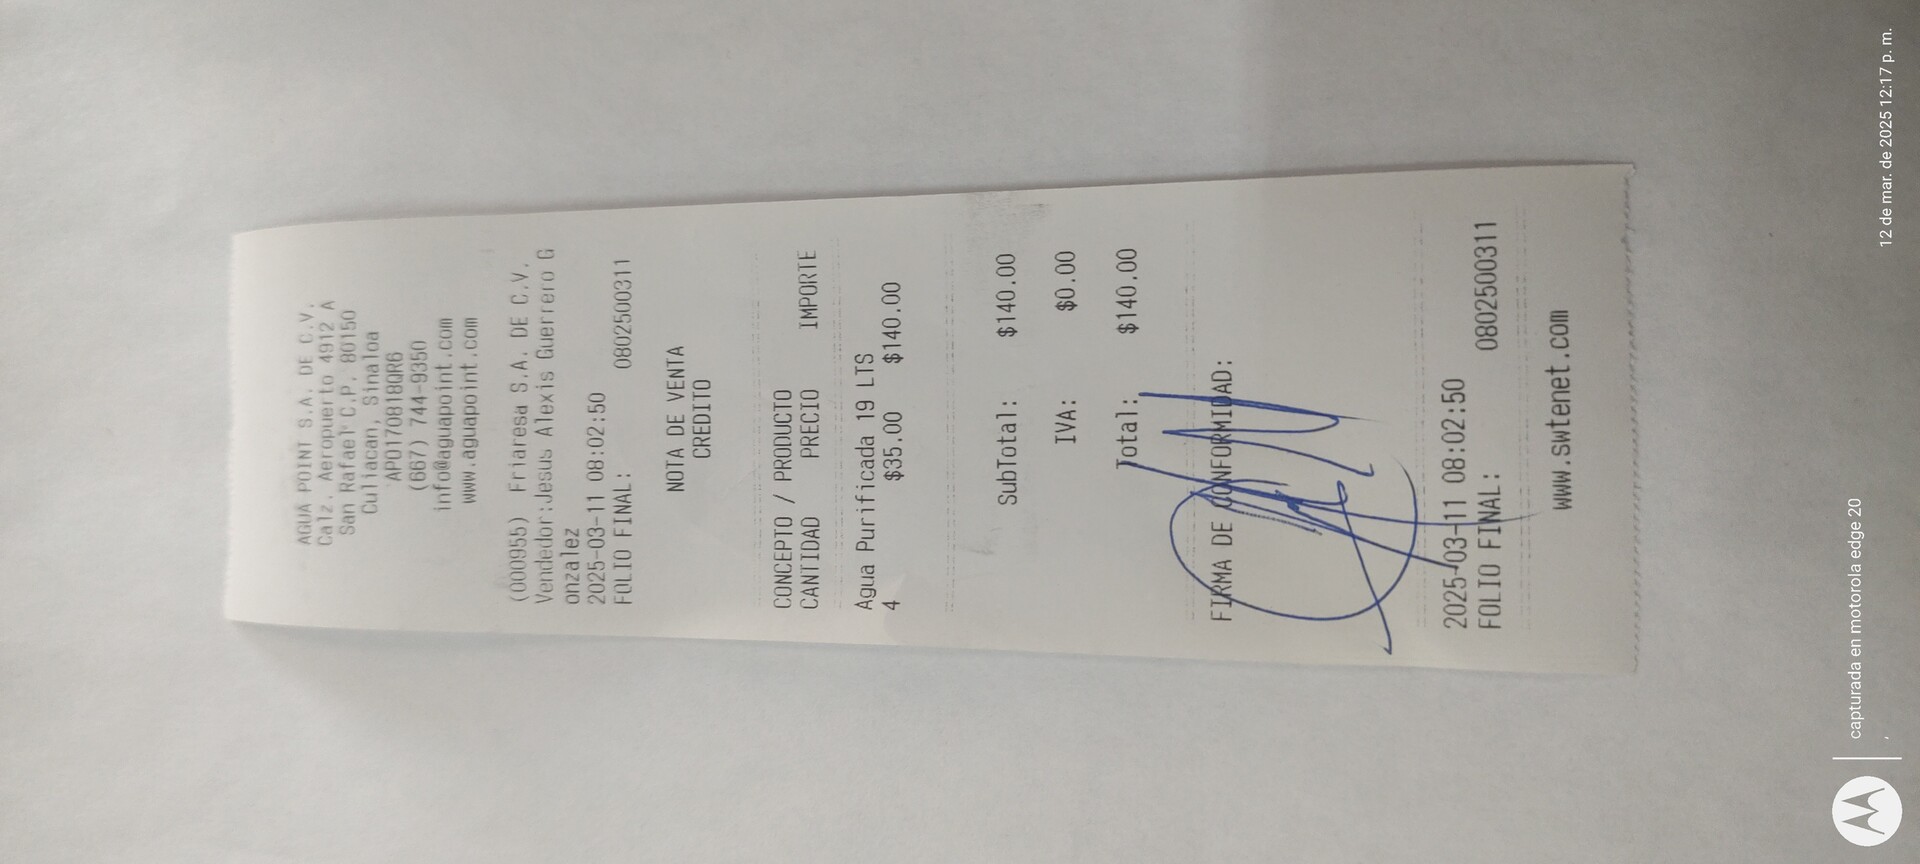 AGUA POINT S.A. DE C.V.
Calz. Aeropuerto 4912 A
San Rafael C.P. 80150
Culiacan, Sinaloa
APO170818QR6
(667) 744-9350
info@aguapoint.com
www.aguapoint.com
(000955) Friaresa S.A. DE C.V.
Vendedor:Jesus Alexis Guerrero G
onzalez
2025-03-11 08:02:50
FOLIO FINAL: 0802500311
NOTA DE VENTA
CREDITO
CONCEPTO / PRODUCTO
CANTIDAD PRECIO IMPORTE
Agua Purificada 19 LTS
4 $35.00 $140.00
SubTotal: $140.00
IVA: $0.00
Total: $140.00
FIRMA DE CONFORMIDAD:
2025-03-11 08:02:50
FOLIO FINAL: 0802500311
www.swtenet.com
capturada en motorola edge 20
12 de mar. de 2025 12:17 p. m.